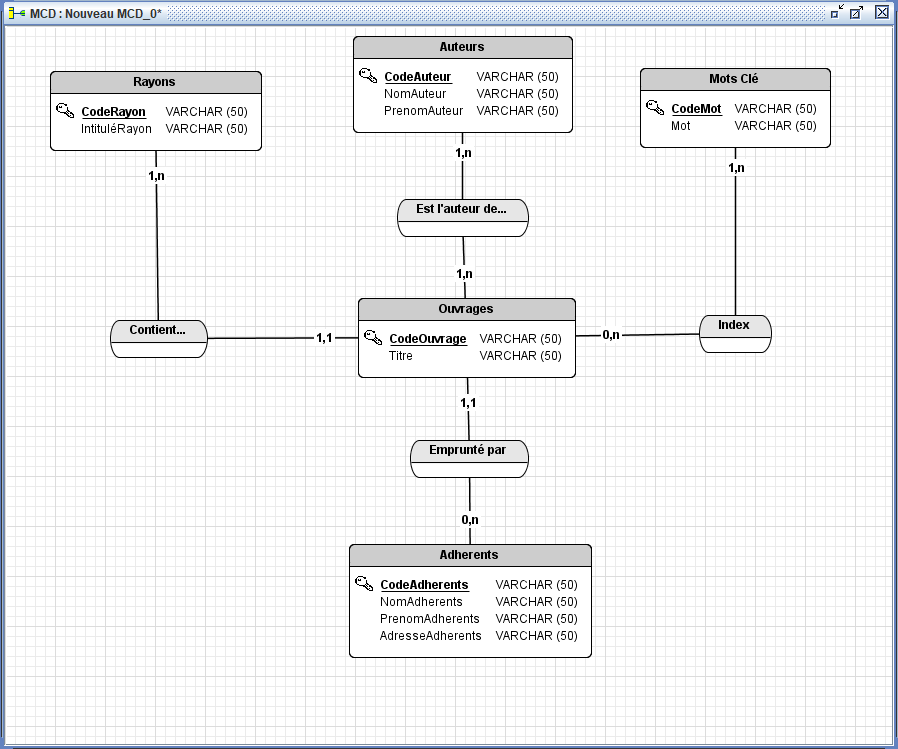 MCD : Nouveau MCD_0*
Auteurs
CodeAuteur VARCHAR (50)
NomAuteur VARCHAR (50)
PrenomAuteur VARCHAR (50)
Rayons
CodeRayon VARCHAR (50)
IntituléRayon VARCHAR (50)
Mots Clé
CodeMot VARCHAR (50)
Mot VARCHAR (50)
1,n
1,n
1,n
Est l'auteur de...
1,n
Ouvrages
CodeOuvrage VARCHAR (50)
Titre VARCHAR (50)
Contient...
1,1
0,n
Index
1,1
Emprunté par
0,n
Adherents
CodeAdherents VARCHAR (50)
NomAdherents VARCHAR (50)
PrenomAdherents VARCHAR (50)
AdresseAdherents VARCHAR (50)